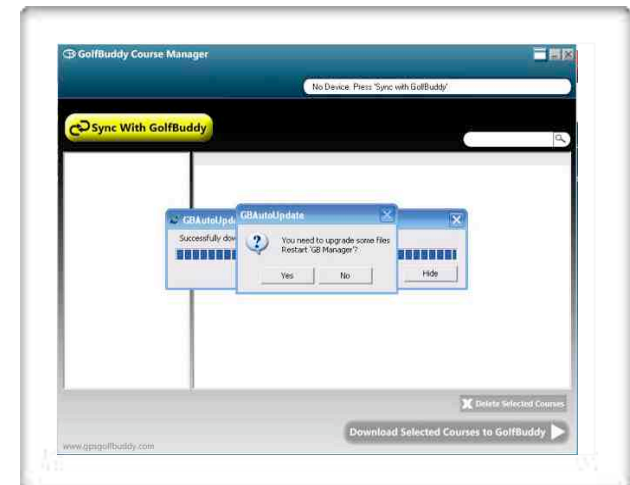 GolfBuddy Course Manager
No Device. Press 'Sync with GolfBuddy'
Sync With GolfBuddy
GBAutoUpd
GBAutoUpdate
Successfully dow
You need to upgrade some files
Restart 'GB Manager'?
Yes
No
Hide
Delete Selected Courses
Download Selected Courses to GolfBuddy
www.gpsgolfbuddy.com